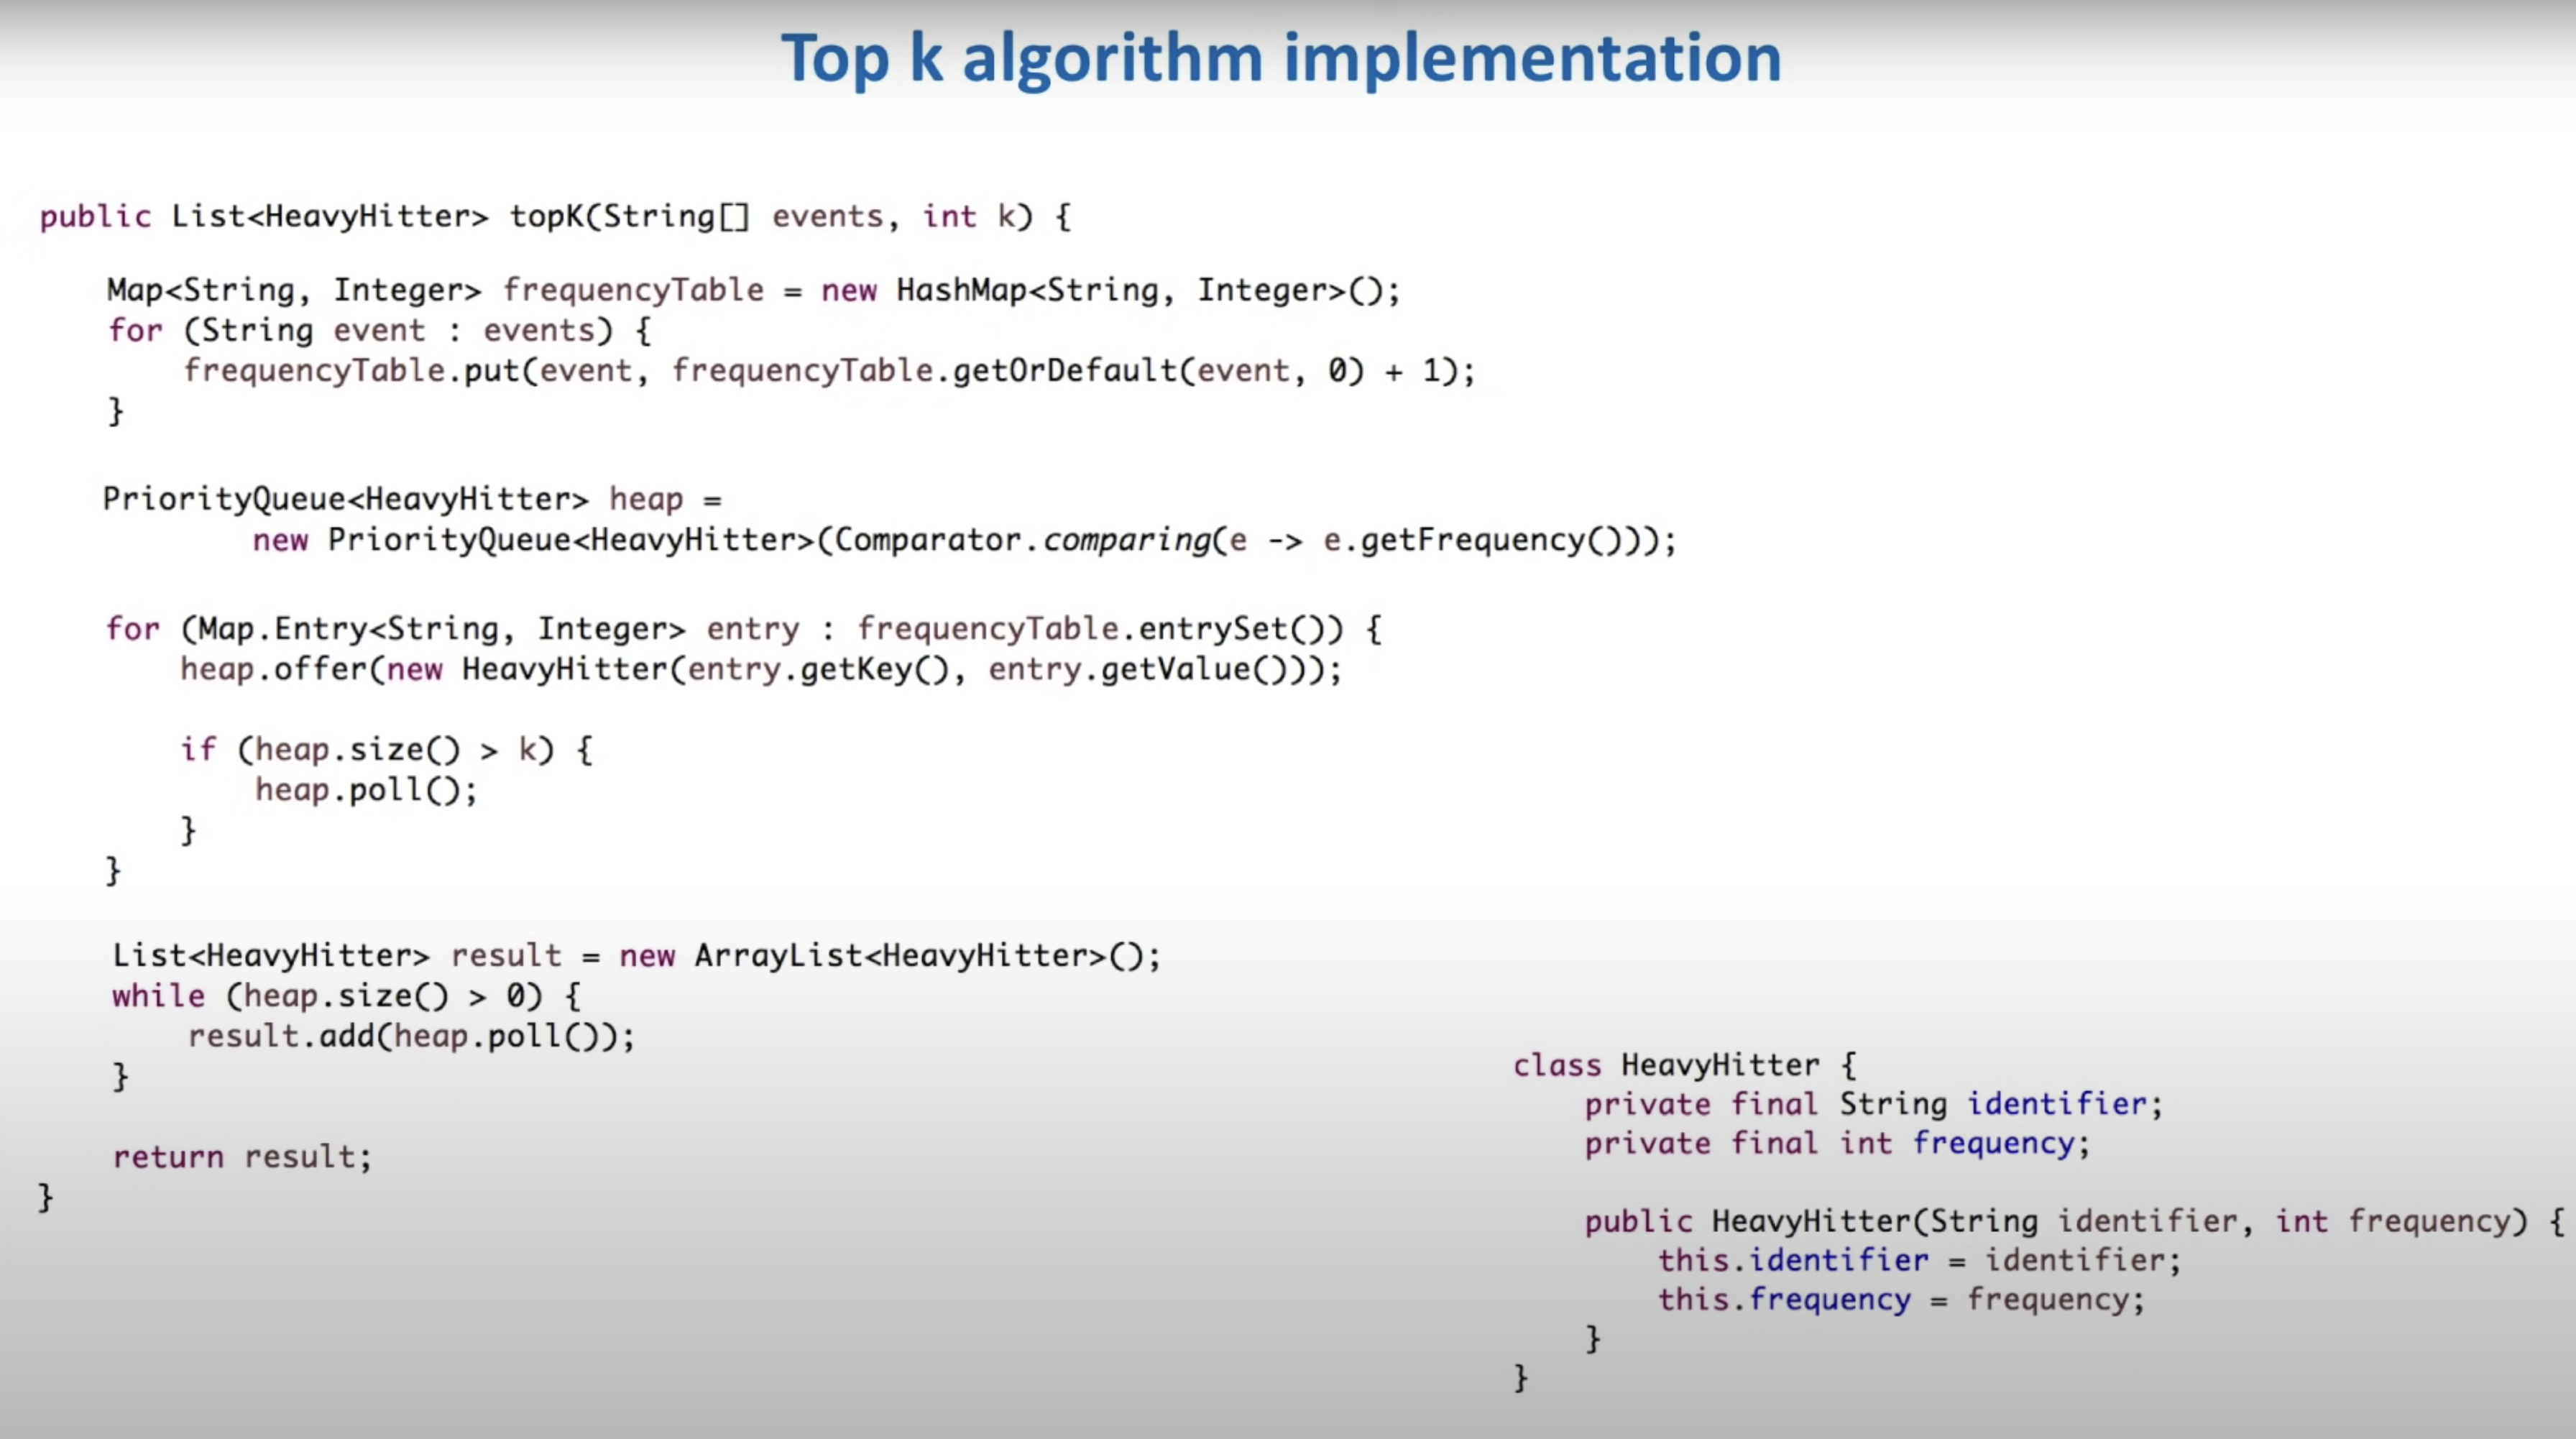 Top k algorithm implementation
public List<HeavyHitter> topK(String[] events, int k) {
Map<String, Integer> frequencyTable = new HashMap<String, Integer>();
for (String event : events) {
frequencyTable.put(event, frequencyTable.getOrDefault(event, 0) + 1);
}
PriorityQueue<HeavyHitter> heap =
new PriorityQueue<HeavyHitter>(Comparator.comparing(e -> e.getFrequency()));
for (Map.Entry<String, Integer> entry : frequencyTable.entrySet()) {
heap.offer(new HeavyHitter(entry.getKey(), entry.getValue()));
if (heap.size() > k) {
heap.poll();
}
}
List<HeavyHitter> result = new ArrayList<HeavyHitter>();
while (heap.size() > 0) {
result.add(heap.poll());
}
return result;
}
class HeavyHitter {
private final String identifier;
private final int frequency;
public HeavyHitter(String identifier, int frequency) {
this.identifier = identifier;
this.frequency = frequency;
}
}